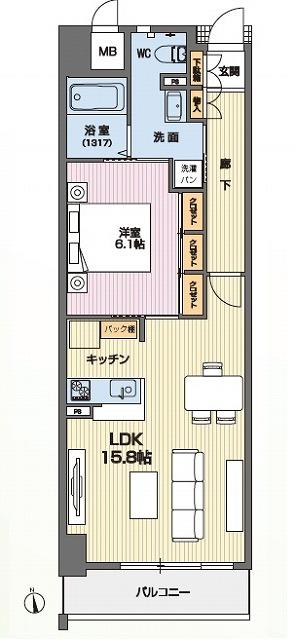 MB
WC
下駄箱
玄関
PS
物入
浴室
(1317)
洗面
洗濯
パン
廊下
洋室
6.1帖
クロゼット
クロゼット
クロゼット
バック棚
キッチン
PS
LDK
15.8帖
バルコニー
N